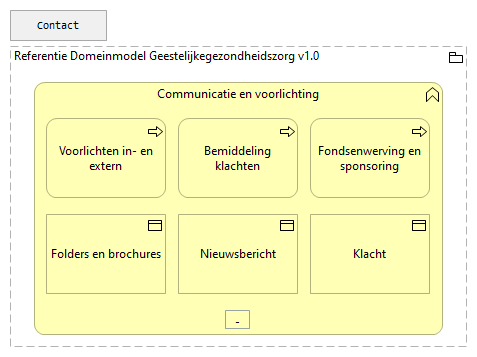 Contact
Referentie Domeinmodel Geestelijkegezondheidszorg v1.0
Communicatie en voorlichting
Voorlichten in- en
extern
Bemiddeling
klachten
Fondsenwerving en
sponsoring
Folders en brochures
Nieuwsbericht
Klacht
-